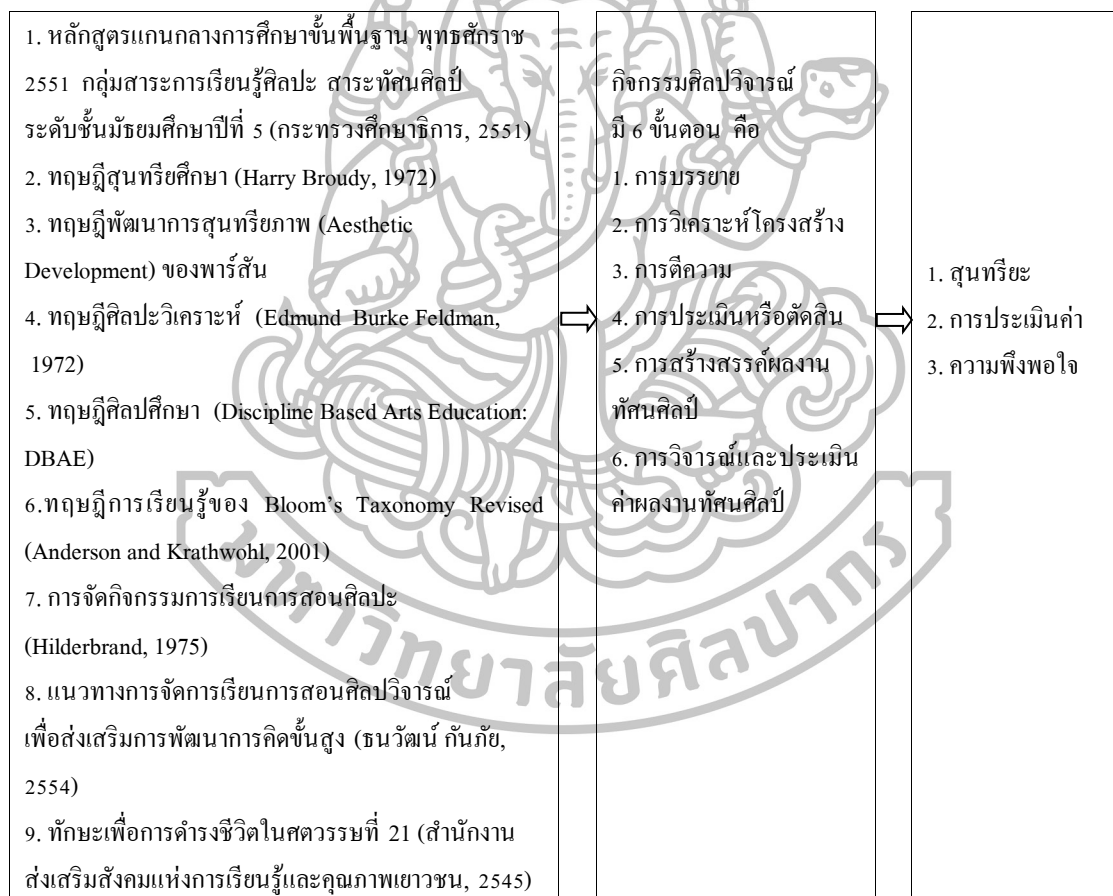 1. หลักสูตรแกนกลางการศึกษาขั้นพื้นฐาน พุทธศักราช
2551 กลุ่มสาระการเรียนรู้ศิลปะ สาระทัศนศิลป์
ระดับชั้นมัธยมศึกษาปีที่ 5 (กระทรวงศึกษาธิการ, 2551)
2. ทฤษฎีสุนทรียศึกษา (Harry Broudy, 1972)
3. ทฤษฎีพัฒนาการสุนทรียภาพ (Aesthetic
Development) ของพาร์สัน
4. ทฤษฎีศิลปะวิเคราะห์ (Edmund Burke Feldman,
1972)
5. ทฤษฎีศิลปศึกษา (Discipline Based Arts Education:
DBAE)
6.ทฤษฎีการเรียนรู้ของ Bloom's Taxonomy Revised
(Anderson and Krathwohl, 2001)
7. การจัดกิจกรรมการเรียนการสอนศิลปะ
(Hilderbrand, 1975)
8. แนวทางการจัดการเรียนการสอนศิลปวิจารณ์
เพื่อส่งเสริมการพัฒนาการคิดขั้นสูง (ธนวัฒน์ กันภัย,
2554)
9. ทักษะเพื่อการดำรงชีวิตในศตวรรษที่ 21 (สำนักงาน
ส่งเสริมสังคมแห่งการเรียนรู้และคุณภาพเยาวชน, 2545)
กิจกรรมศิลปวิจารณ์
มี 6 ขั้นตอน คือ
1. การบรรยาย
2. การวิเคราะห์โครงสร้าง
3. การตีความ
4. การประเมินหรือตัดสิน
5. การสร้างสรรค์ผลงาน
ทัศนศิลป์
6. การวิจารณ์และประเมิน
ค่าผลงานทัศนศิลป์
1. สุนทรียะ
2. การประเมินค่า
3. ความพึงพอใจ
มหาวิทยาลัยศิลปากร